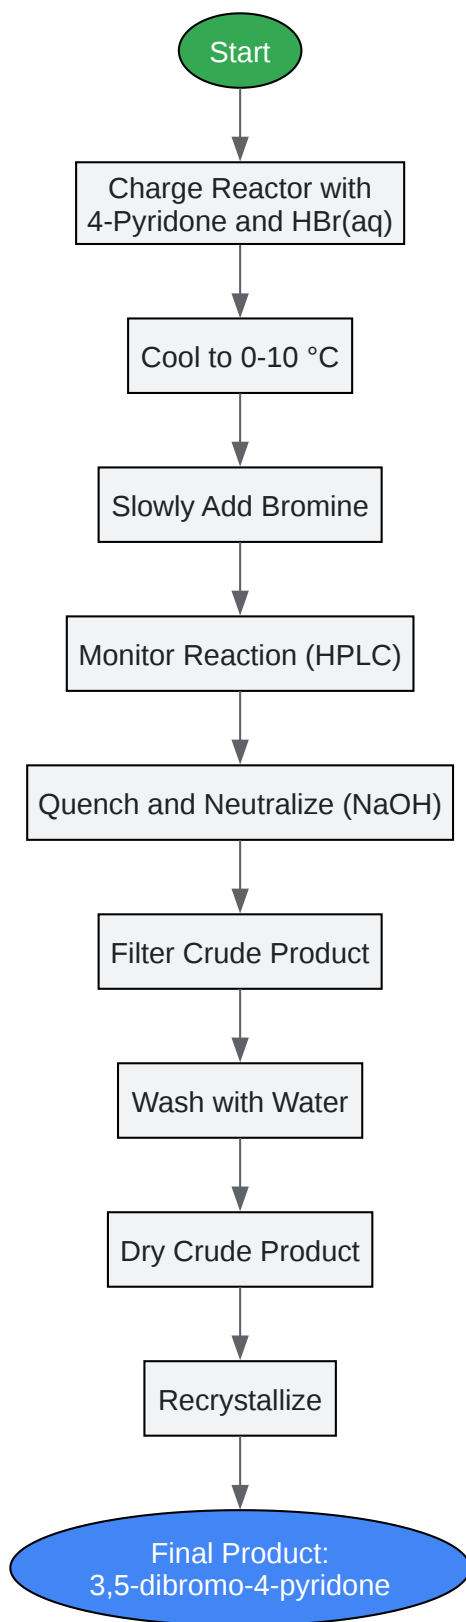 Start
Charge Reactor with
4-Pyridone and HBr(aq)
Cool to 0-10 °C
Slowly Add Bromine
Monitor Reaction (HPLC)
Quench and Neutralize (NaOH)
Filter Crude Product
Wash with Water
Dry Crude Product
Recrystallize
Final Product:
3,5-dibromo-4-pyridone